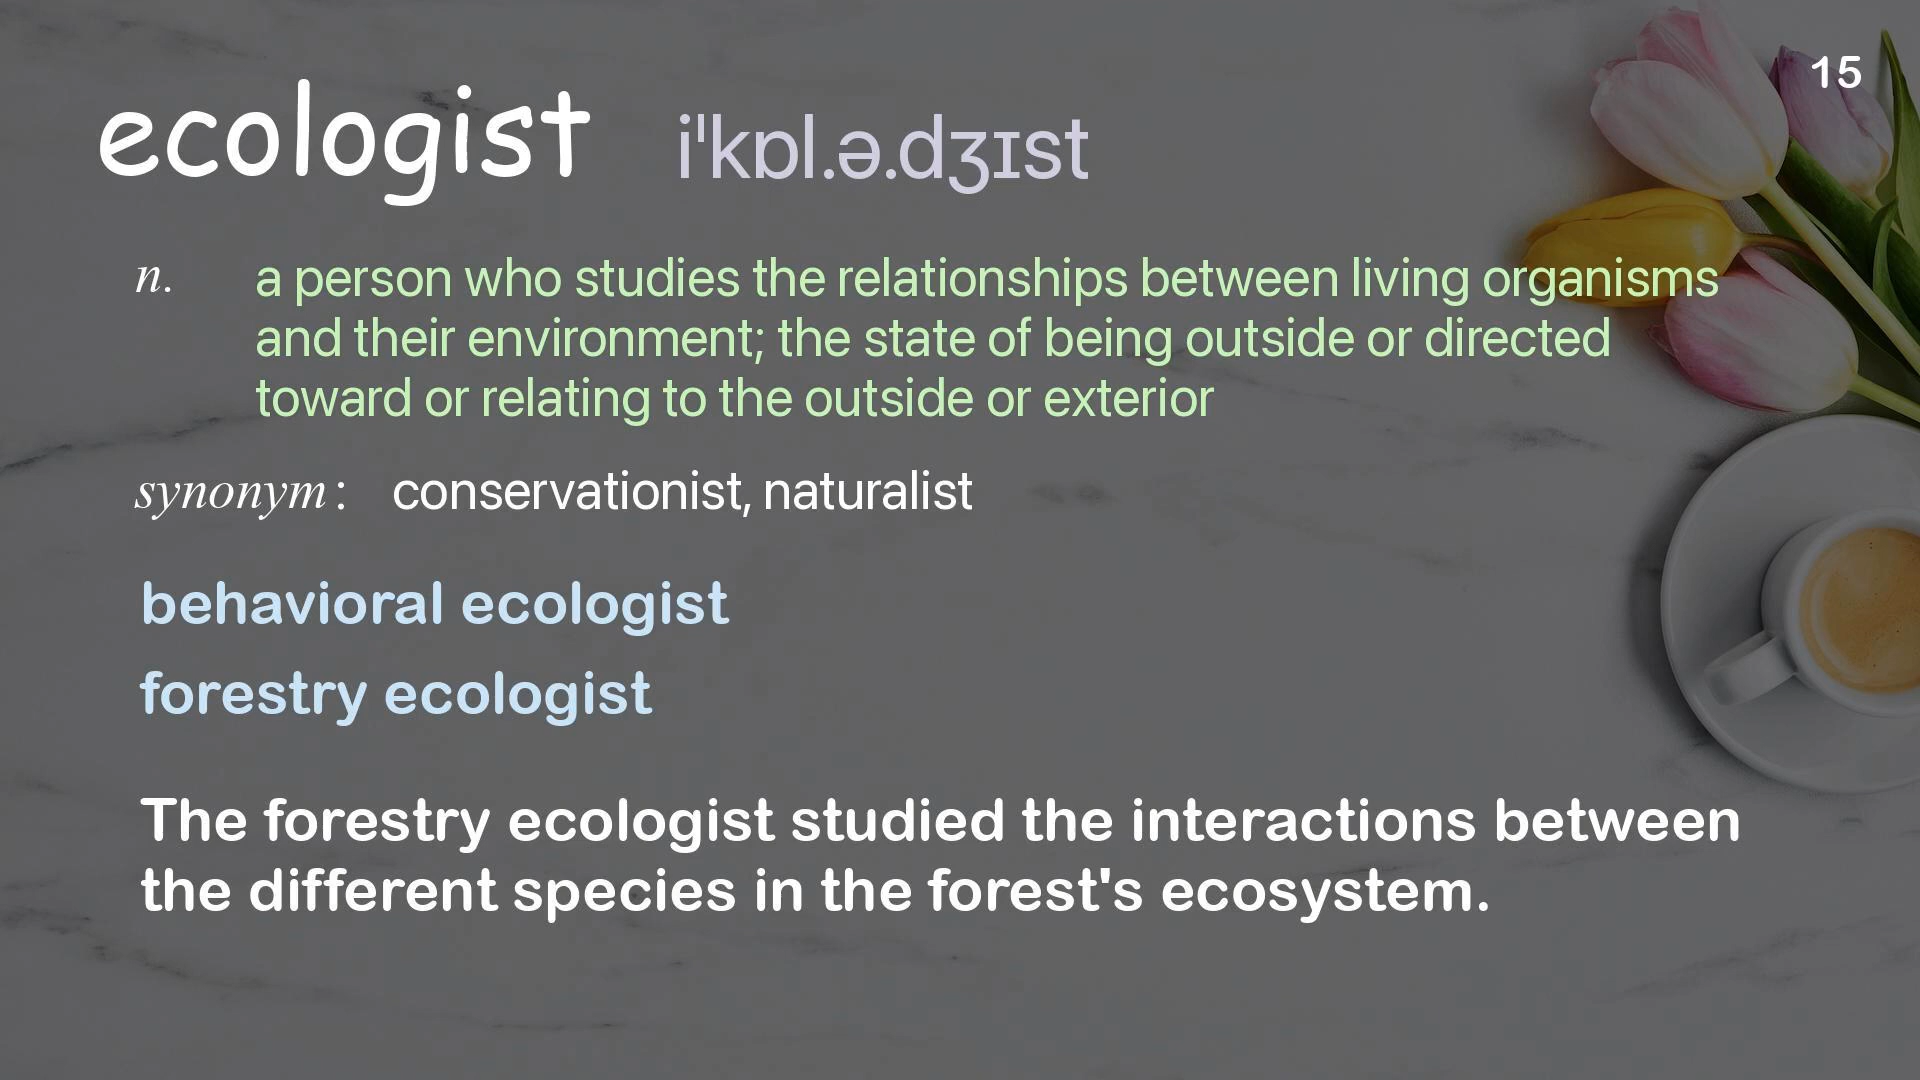 15
ecologist iˈkɒl.ə.dʒɪst
n. a person who studies the relationships between living organisms
and their environment; the state of being outside or directed
toward or relating to the outside or exterior
synonym: conservationist, naturalist
behavioral ecologist
forestry ecologist
The forestry ecologist studied the interactions between
the different species in the forest's ecosystem.